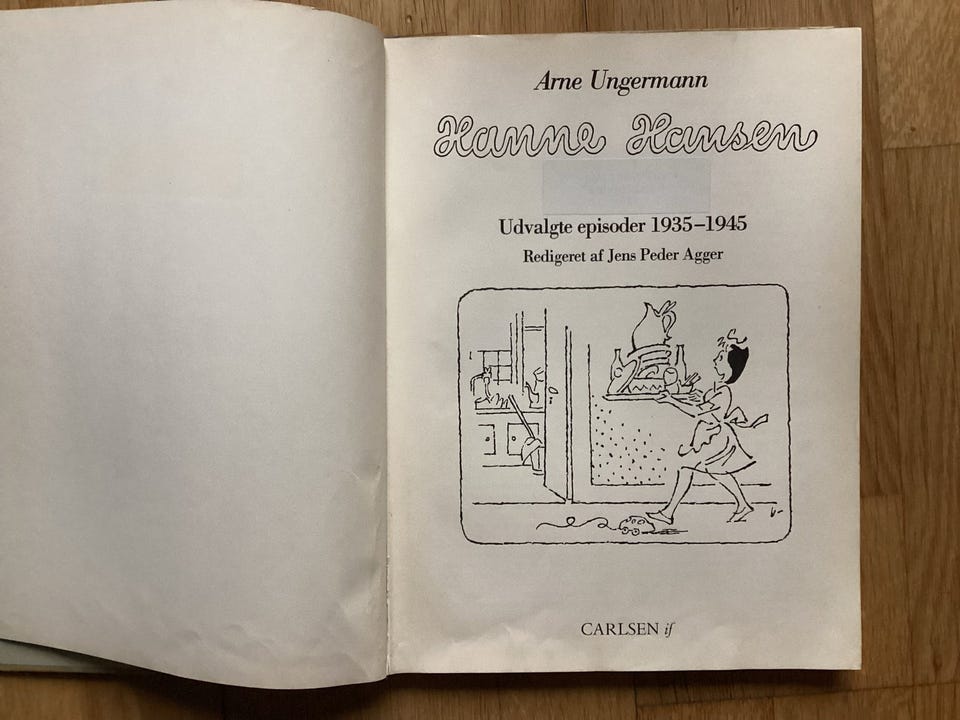 Arne Ungermann
Hanne Hansen
Udvalgte episoder 1935–1945
Redigeret af Jens Peder Agger
CARLSEN if